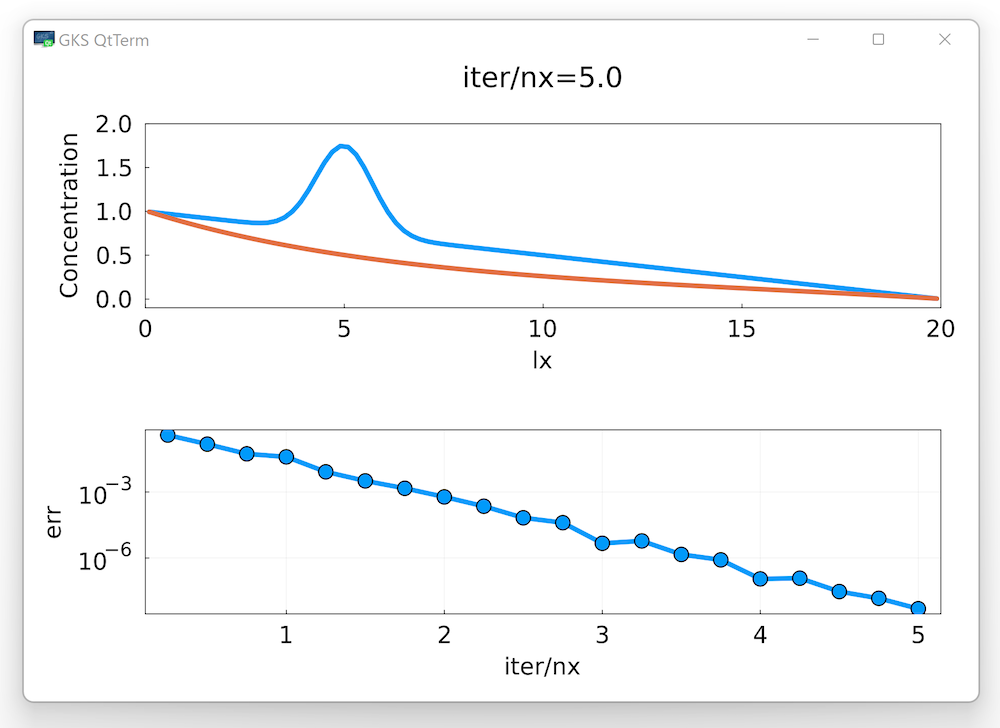 GKS QtTerm
iter/nx=5.0
Concentration
2.0
1.5
1.0
0.5
0.0
0 5 10 15 20
lx
err
10⁻³
10⁻⁶
1 2 3 4 5
iter/nx